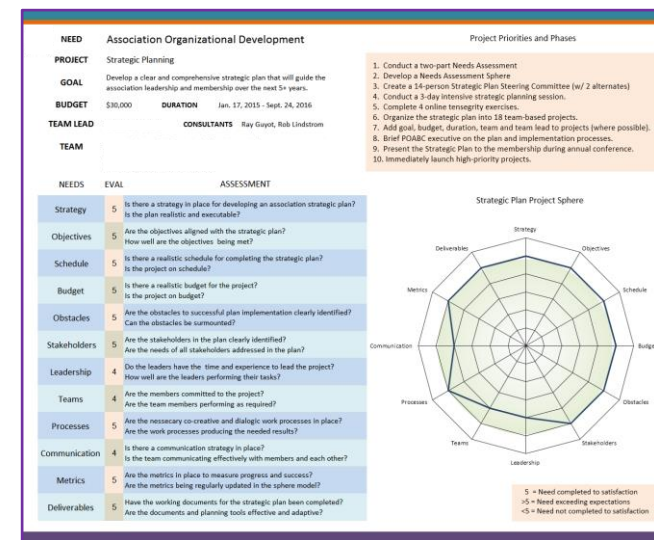 NEED Association Organizational Development
PROJECT Strategic Planning
GOAL Develop a clear and comprehensive strategic plan that will guide the
association leadership and membership over the next 5+ years.
BUDGET $30,000 DURATION Jan. 17, 2015 - Sept. 24, 2016
TEAM LEAD CONSULTANTS Ray Guyot, Rob Lindstrom
TEAM
Project Priorities and Phases
1. Conduct a two-part Needs Assessment
2. Develop a Needs Assessment Sphere
3. Create a 14-person Strategic Plan Steering Committee (w/ 2 alternates)
4. Conduct a 3-day intensive strategic planning session.
5. Complete 4 online tensegrity exercises.
6. Organize the strategic plan into 18 team-based projects.
7. Add goal, budget, duration, team and team lead to projects (where possible).
8. Brief POABC executive on the plan and implementation processes.
9. Present the Strategic Plan to the membership during annual conference.
10. Immediately launch high-priority projects.
NEEDS EVAL ASSESSMENT
Strategy 5 Is there a strategy in place for developing an association strategic plan?
Is the plan realistic and executable?
Objectives 5 Are the objectives aligned with the strategic plan?
How well are the objectives being met?
Schedule 5 Is there a realistic schedule for completing the strategic plan?
Is the project on schedule?
Budget 5 Is there a realistic budget for the project?
Is the project on budget?
Obstacles 5 Are the obstacles to successful plan implementation clearly identified?
Can the obstacles be surmounted?
Stakeholders 5 Are the stakeholders in the plan clearly identified?
Are the needs of all stakeholders addressed in the plan?
Leadership 4 Do the leaders have the time and experience to lead the project?
How well are the leaders performing their tasks?
Teams 4 Are the members committed to the project?
Are the team members performing as required?
Processes 5 Are the nessecary co-creative and dialogic work processes in place?
Are the work processes producing the needed results?
Communication 4 Is there a communication strategy in place?
Is the team communicating effectively with members and each other?
Metrics 5 Are the metrics in place to measure progress and success?
Are the metrics being regularly updated in the sphere model?
Deliverables 5 Have the working documents for the strategic plan been completed?
Are the documents and planning tools effective and adaptive?
Strategic Plan Project Sphere
Strategy
Deliverables Objectives
Metrics Schedule
Communication Budge
Processes Obstacles
Teams Stakeholders
Leadership
5 = Need completed to satisfaction
>5 = Need exceeding expectations
<5 = Need not completed to satisfaction